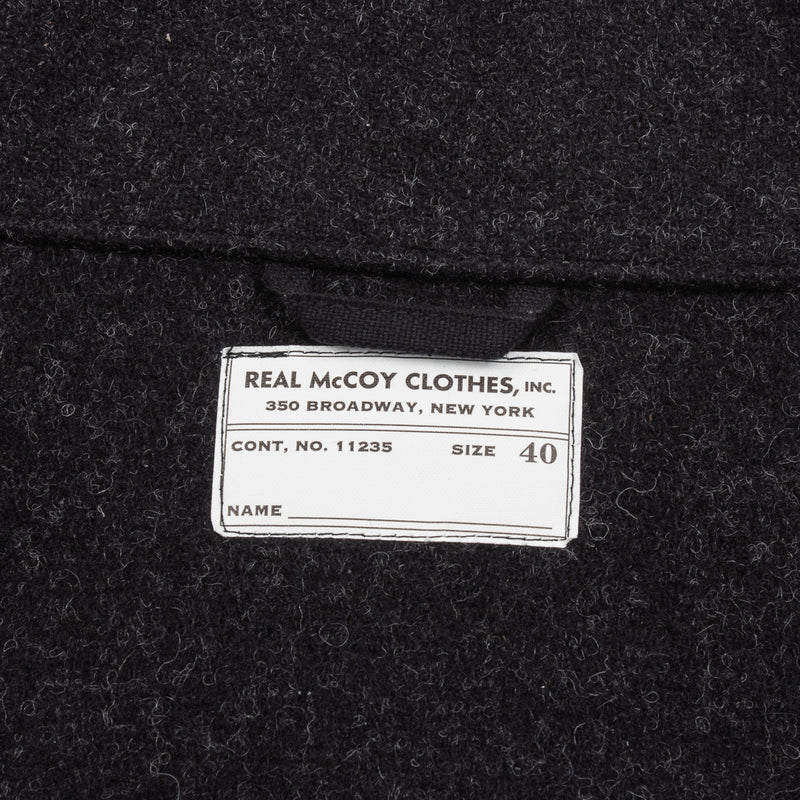 REAL McCOY CLOTHES, INC.
350 BROADWAY, NEW YORK
CONT, NO. 11235 SIZE 40
NAME